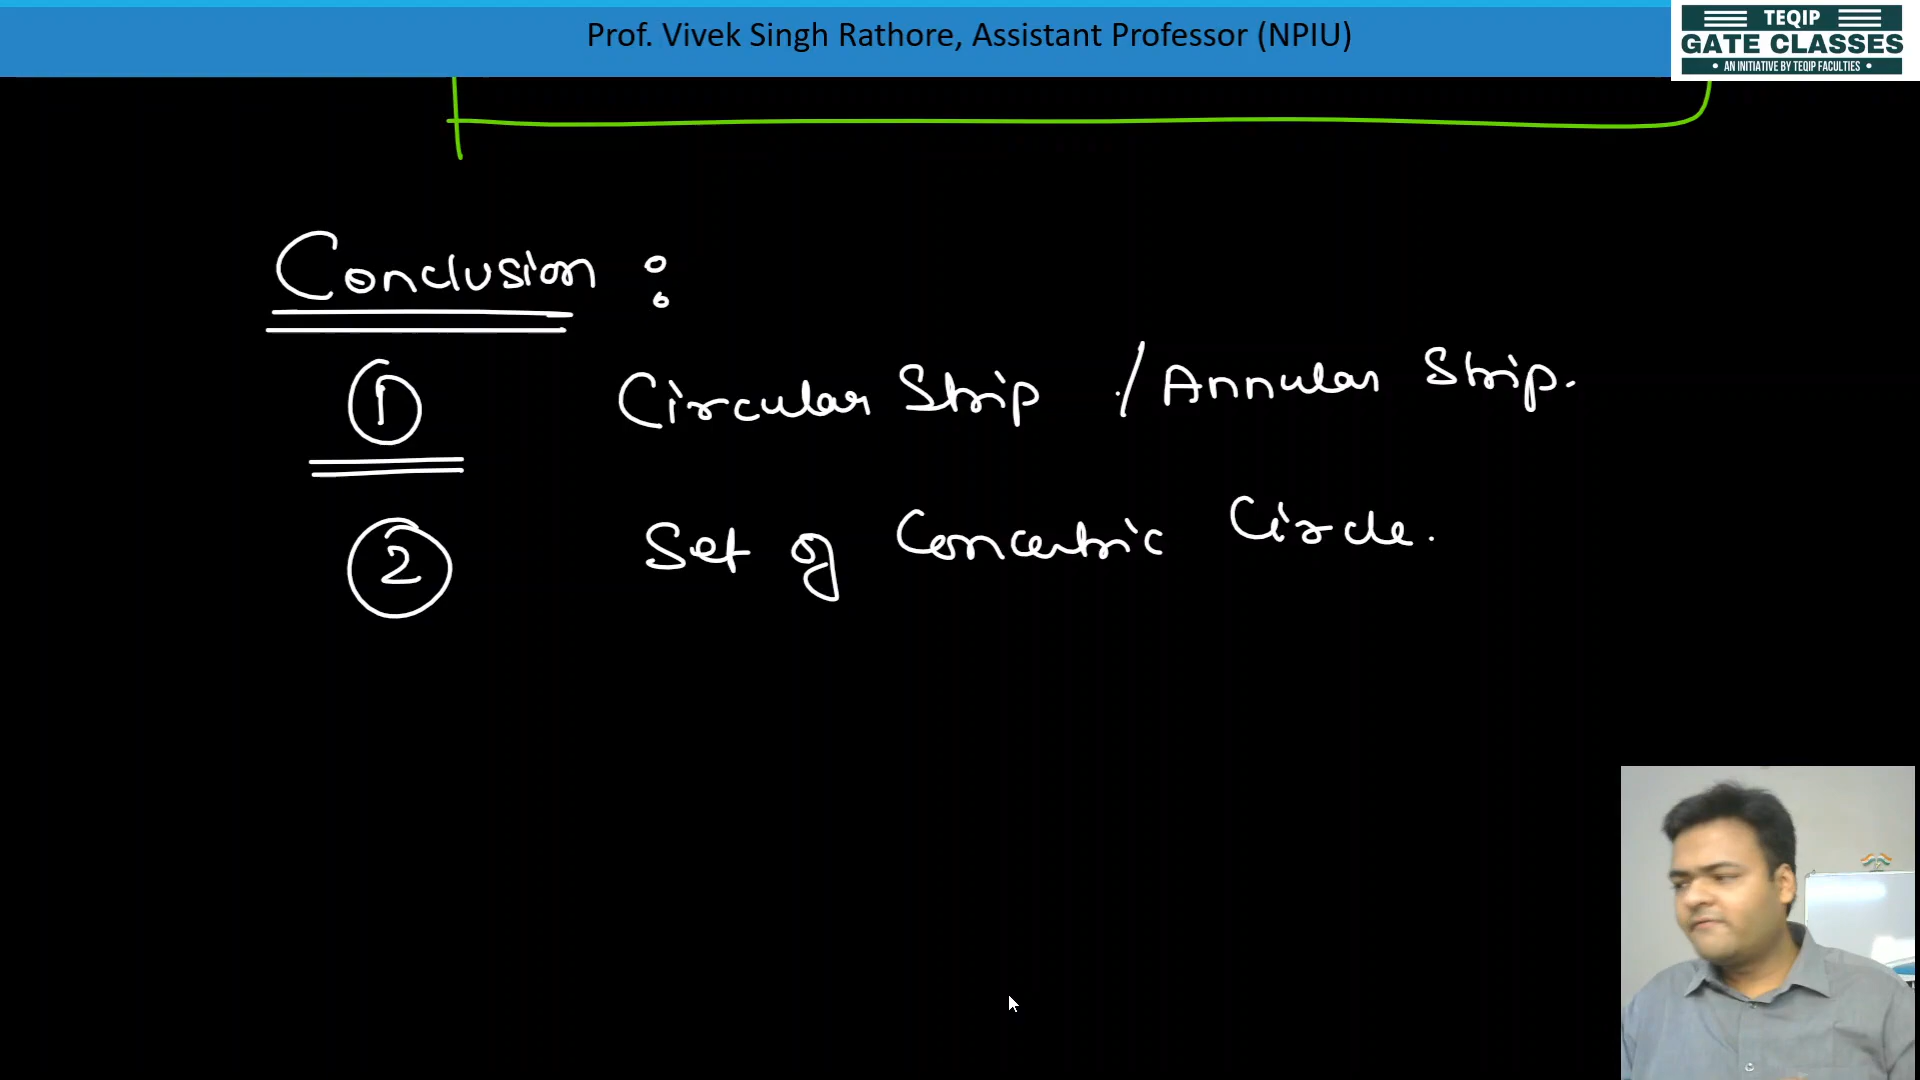 Prof. Vivek Singh Rathore, Assistant Professor (NPIU)
TEQIP
GATE CLASSES
• AN INITIATIVE BY TEQIP FACULTIES •
Conclusion :
1 Circular Strip / Annular Strip.
2 Set of Concentric Circle.